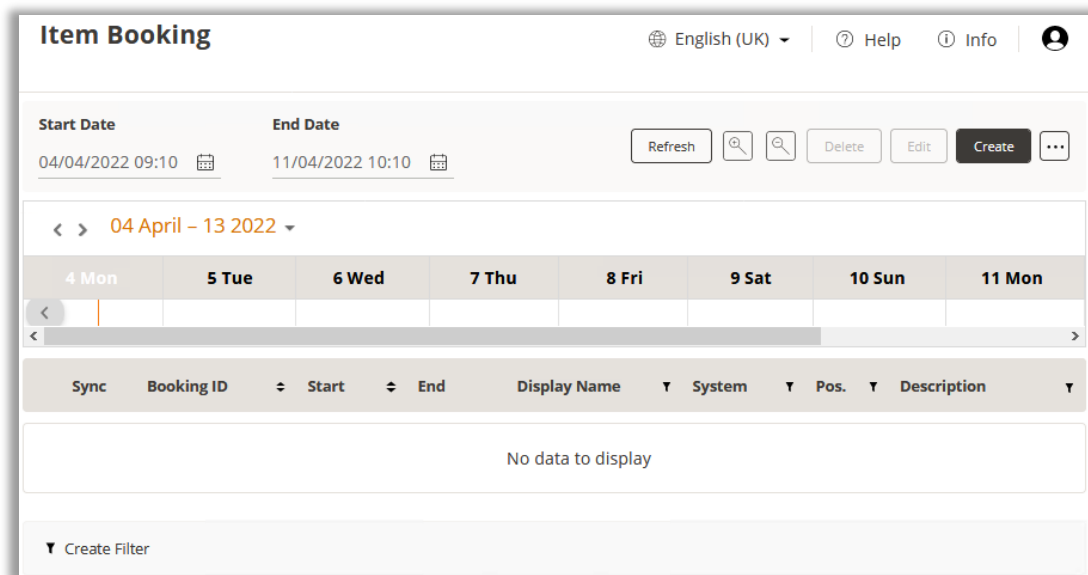 Item Booking
English (UK)
Help
Info
Start Date
End Date
04/04/2022 09:10
11/04/2022 10:10
Refresh
Delete
Edit
Create
04 April – 13 2022
4 Mon
5 Tue
6 Wed
7 Thu
8 Fri
9 Sat
10 Sun
11 Mon
Sync
Booking ID
Start
End
Display Name
System
Pos.
Description
No data to display
Create Filter